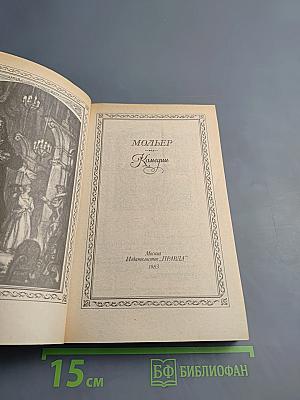 МОЛЬЕР
Комедии
Москва
Издательство „ПРАВДА"
1983
15 см
БФ БИБЛИОФАН